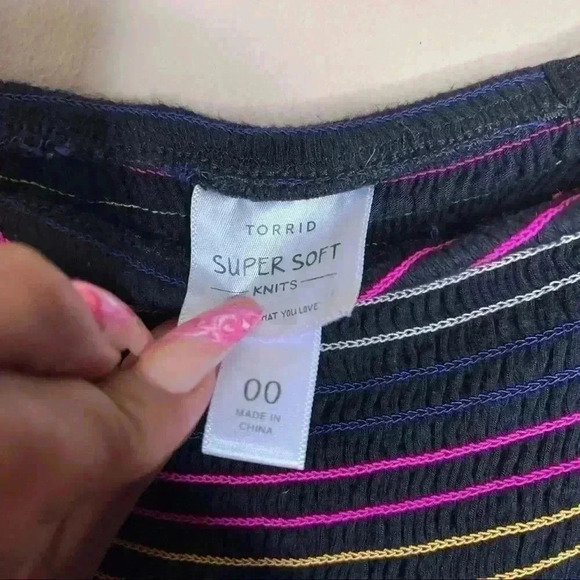 TORRID
SUPER SOFT
KNITS
YOU LOVE
00
MADE IN
CHINA